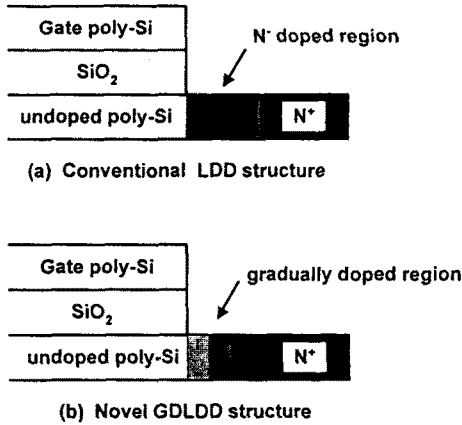 Gate poly-Si
N⁻ doped region
SiO₂
undoped poly-Si
N⁺
(a) Conventional LDD structure
Gate poly-Si
gradually doped region
SiO₂
undoped poly-Si
N⁺
(b) Novel GDLDD structure